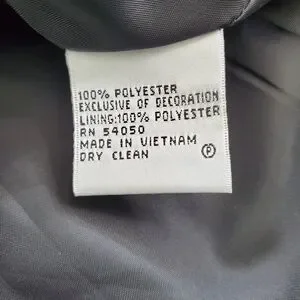 100% POLYESTER
EXCLUSIVE OF DECORATION
LINING:100% POLYESTER
RN 54050
MADE IN VIETNAM
DRY CLEAN
P